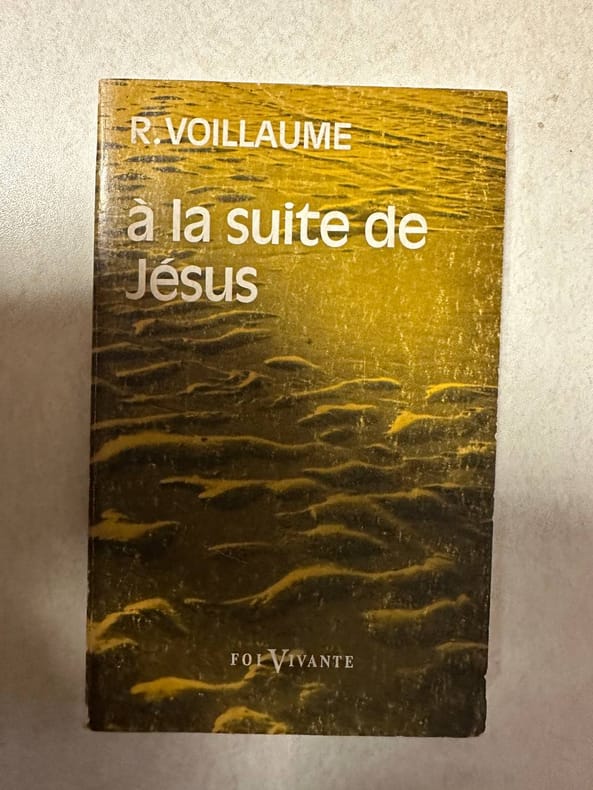 R. VOILLAUME
à la suite de
Jésus
FOI VIVANTE